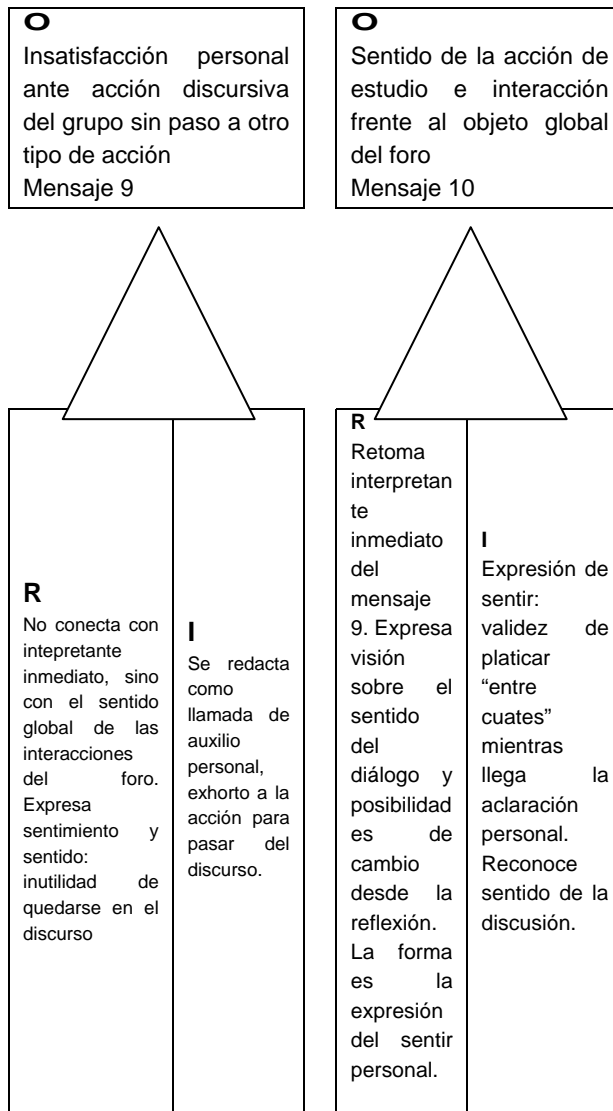 O
Insatisfacción personal
ante acción discursiva
del grupo sin paso a otro
tipo de acción
Mensaje 9
O
Sentido de la acción de
estudio e interacción
frente al objeto global
del foro
Mensaje 10
R
No conecta con
intepretante
inmediato, sino
con el sentido
global de las
interacciones
del foro.
Expresa
sentimiento y
sentido:
inutilidad de
quedarse en el
discurso
I
Se redacta
como
llamada de
auxilio
personal,
exhorto a la
acción para
pasar del
discurso.
R
Retoma
interpretan
te
inmediato
del
mensaje
9. Expresa
visión
sobre el
sentido
del
diálogo y
posibilidad
es de
cambio
desde la
reflexión.
La forma
es la
expresión
del sentir
personal.
I
Expresión de
sentir:
validez de
platicar
“entre
cuates”
mientras
llega la
aclaración
personal.
Reconoce
sentido de la
discusión.